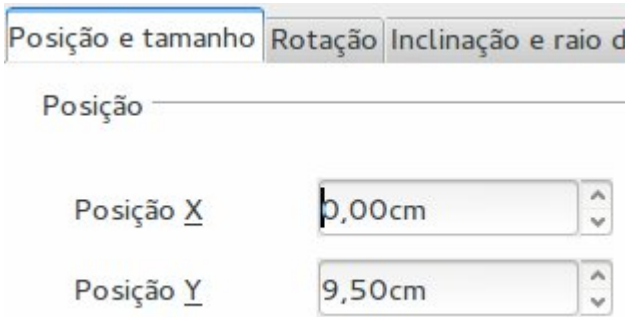 Posição e tamanho Rotação Inclinação e raio d
Posição
Posição X 0,00cm
Posição Y 9,50cm